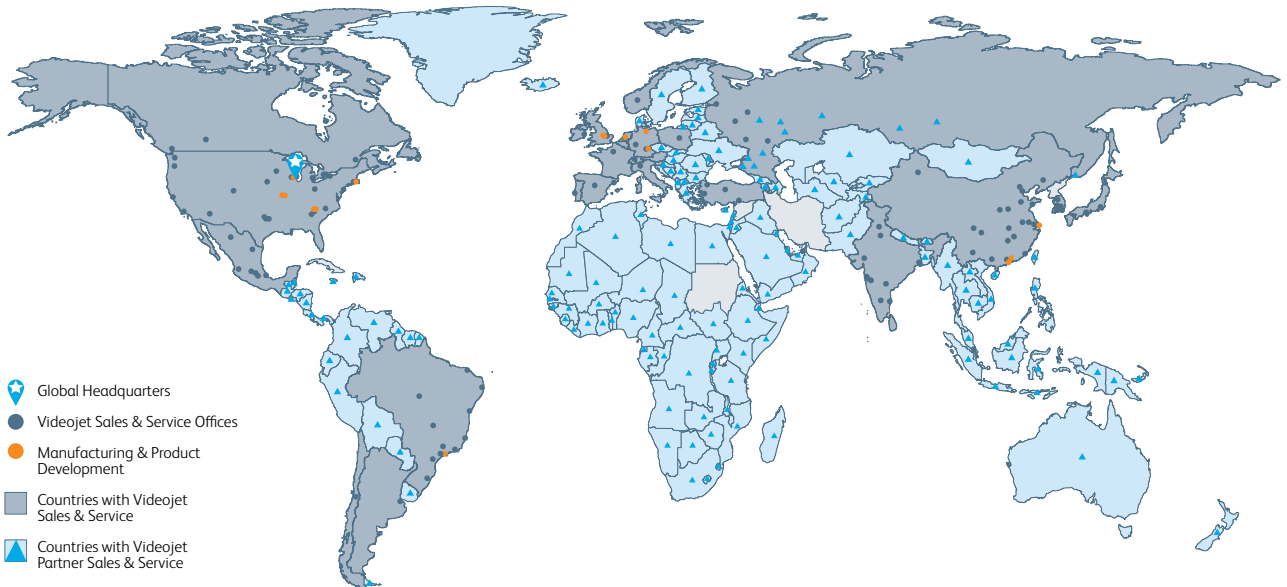 Global Headquarters
Videojet Sales & Service Offices
Manufacturing & Product
Development
Countries with Videojet
Sales & Service
Countries with Videojet
Partner Sales & Service